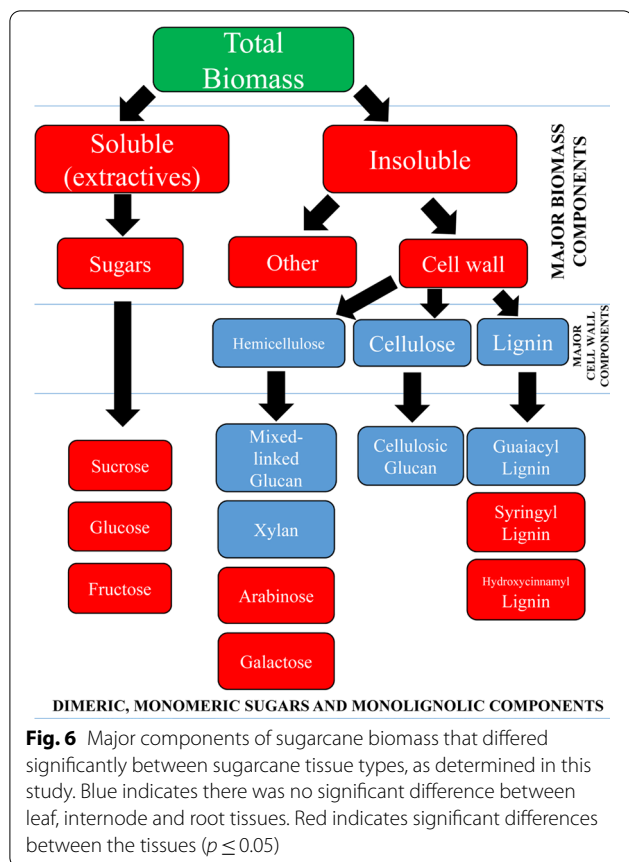 Total
Biomass
Soluble
(extractives)
Insoluble
Sugars
Other
Cell wall
MAJOR BIOMASS
COMPONENTS
Hemicellulose
Cellulose
Lignin
MAJOR
CELL WALL
COMPONENTS
Mixed-
linked
Glucan
Cellulosic
Glucan
Guaiacyl
Lignin
Sucrose
Xylan
Syringyl
Lignin
Glucose
Arabinose
Hydroxycinnamyl
Lignin
Fructose
Galactose
DIMERIC, MONOMERIC SUGARS AND MONOLIGNOLIC COMPONENTS
Fig. 6 Major components of sugarcane biomass that differed
significantly between sugarcane tissue types, as determined in this
study. Blue indicates there was no significant difference between
leaf, internode and root tissues. Red indicates significant differences
between the tissues (p ≤ 0.05)